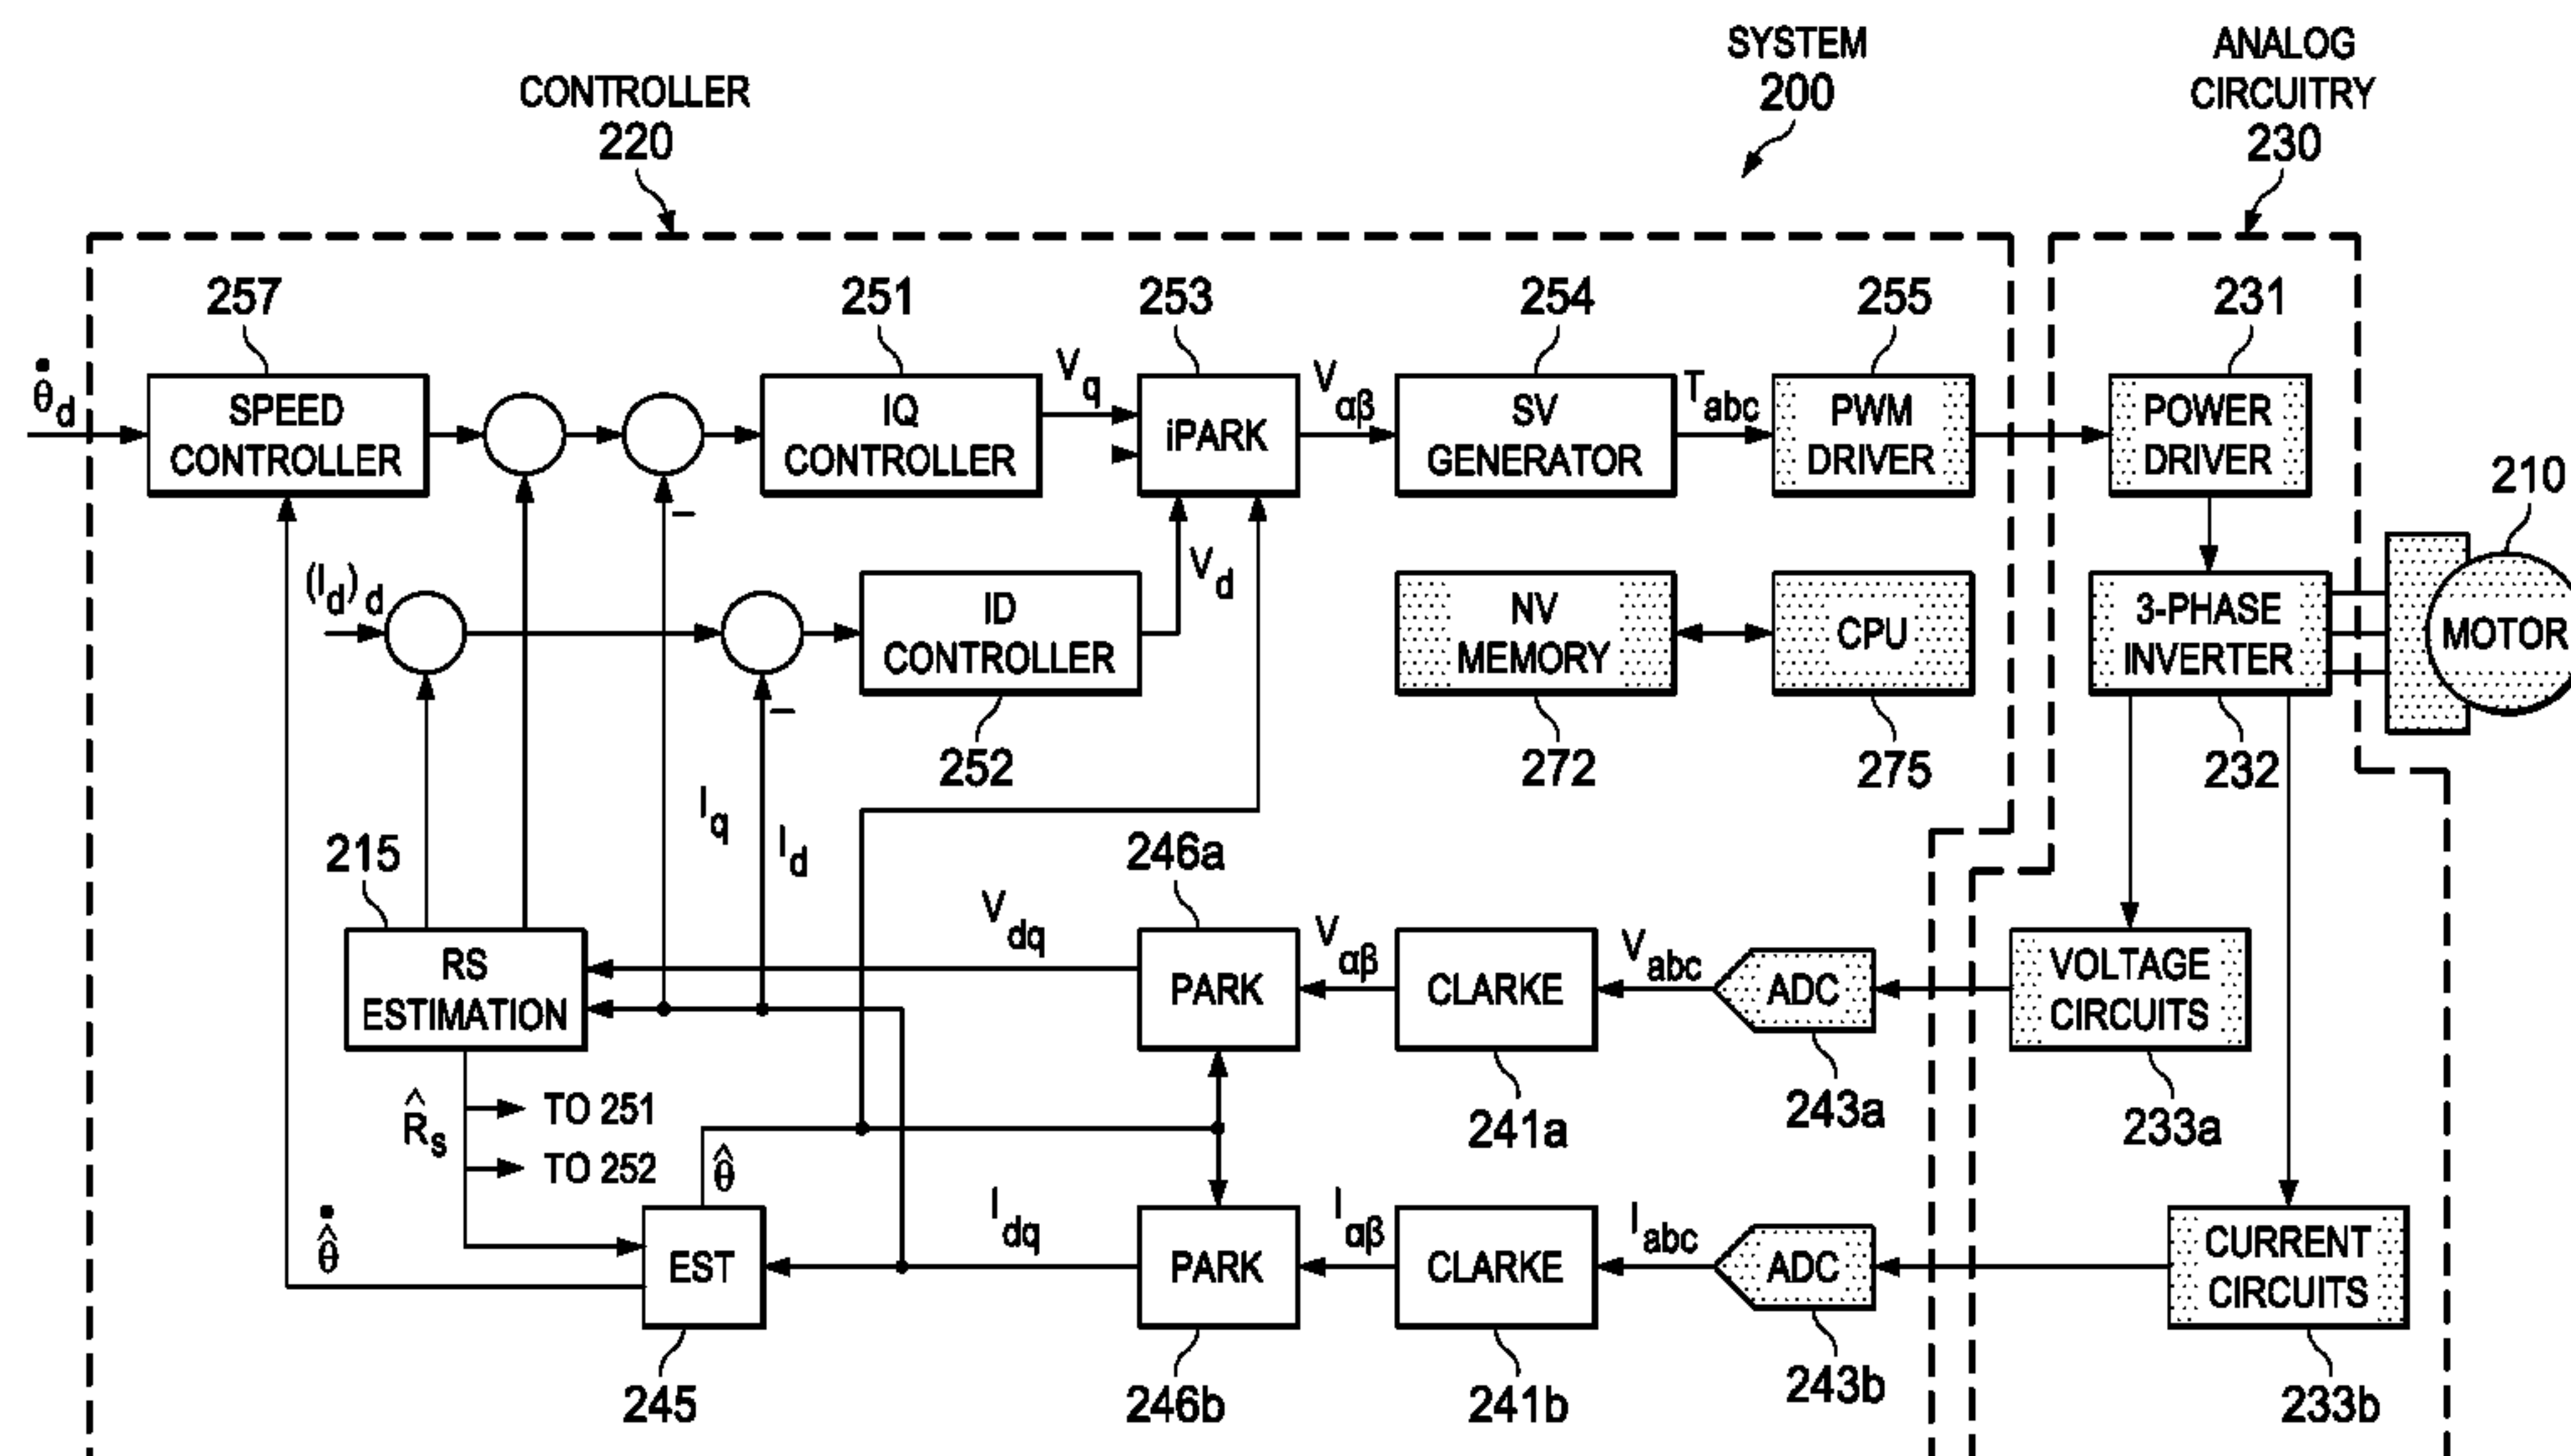 SYSTEM
200
ANALOG
CIRCUITRY
230
CONTROLLER
220
257
251
253
254
255
231
θ̇d
SPEED
CONTROLLER
IQ
CONTROLLER
Vq
iPARK
Vαβ
SV
GENERATOR
Tabc
PWM
DRIVER
POWER
DRIVER
210
–
(Id)d
ID
CONTROLLER
Vd
NV
MEMORY
CPU
3-PHASE
INVERTER
MOTOR
–
252
272
275
232
Iq
Id
215
246a
RS
ESTIMATION
Vdq
PARK
Vαβ
CLARKE
Vabc
ADC
VOLTAGE
CIRCUITS
R̂s
TO 251
TO 252
241a
243a
233a
θ̂
θ̂̇
EST
Idq
PARK
Iαβ
CLARKE
Iabc
ADC
CURRENT
CIRCUITS
245
246b
241b
243b
233b